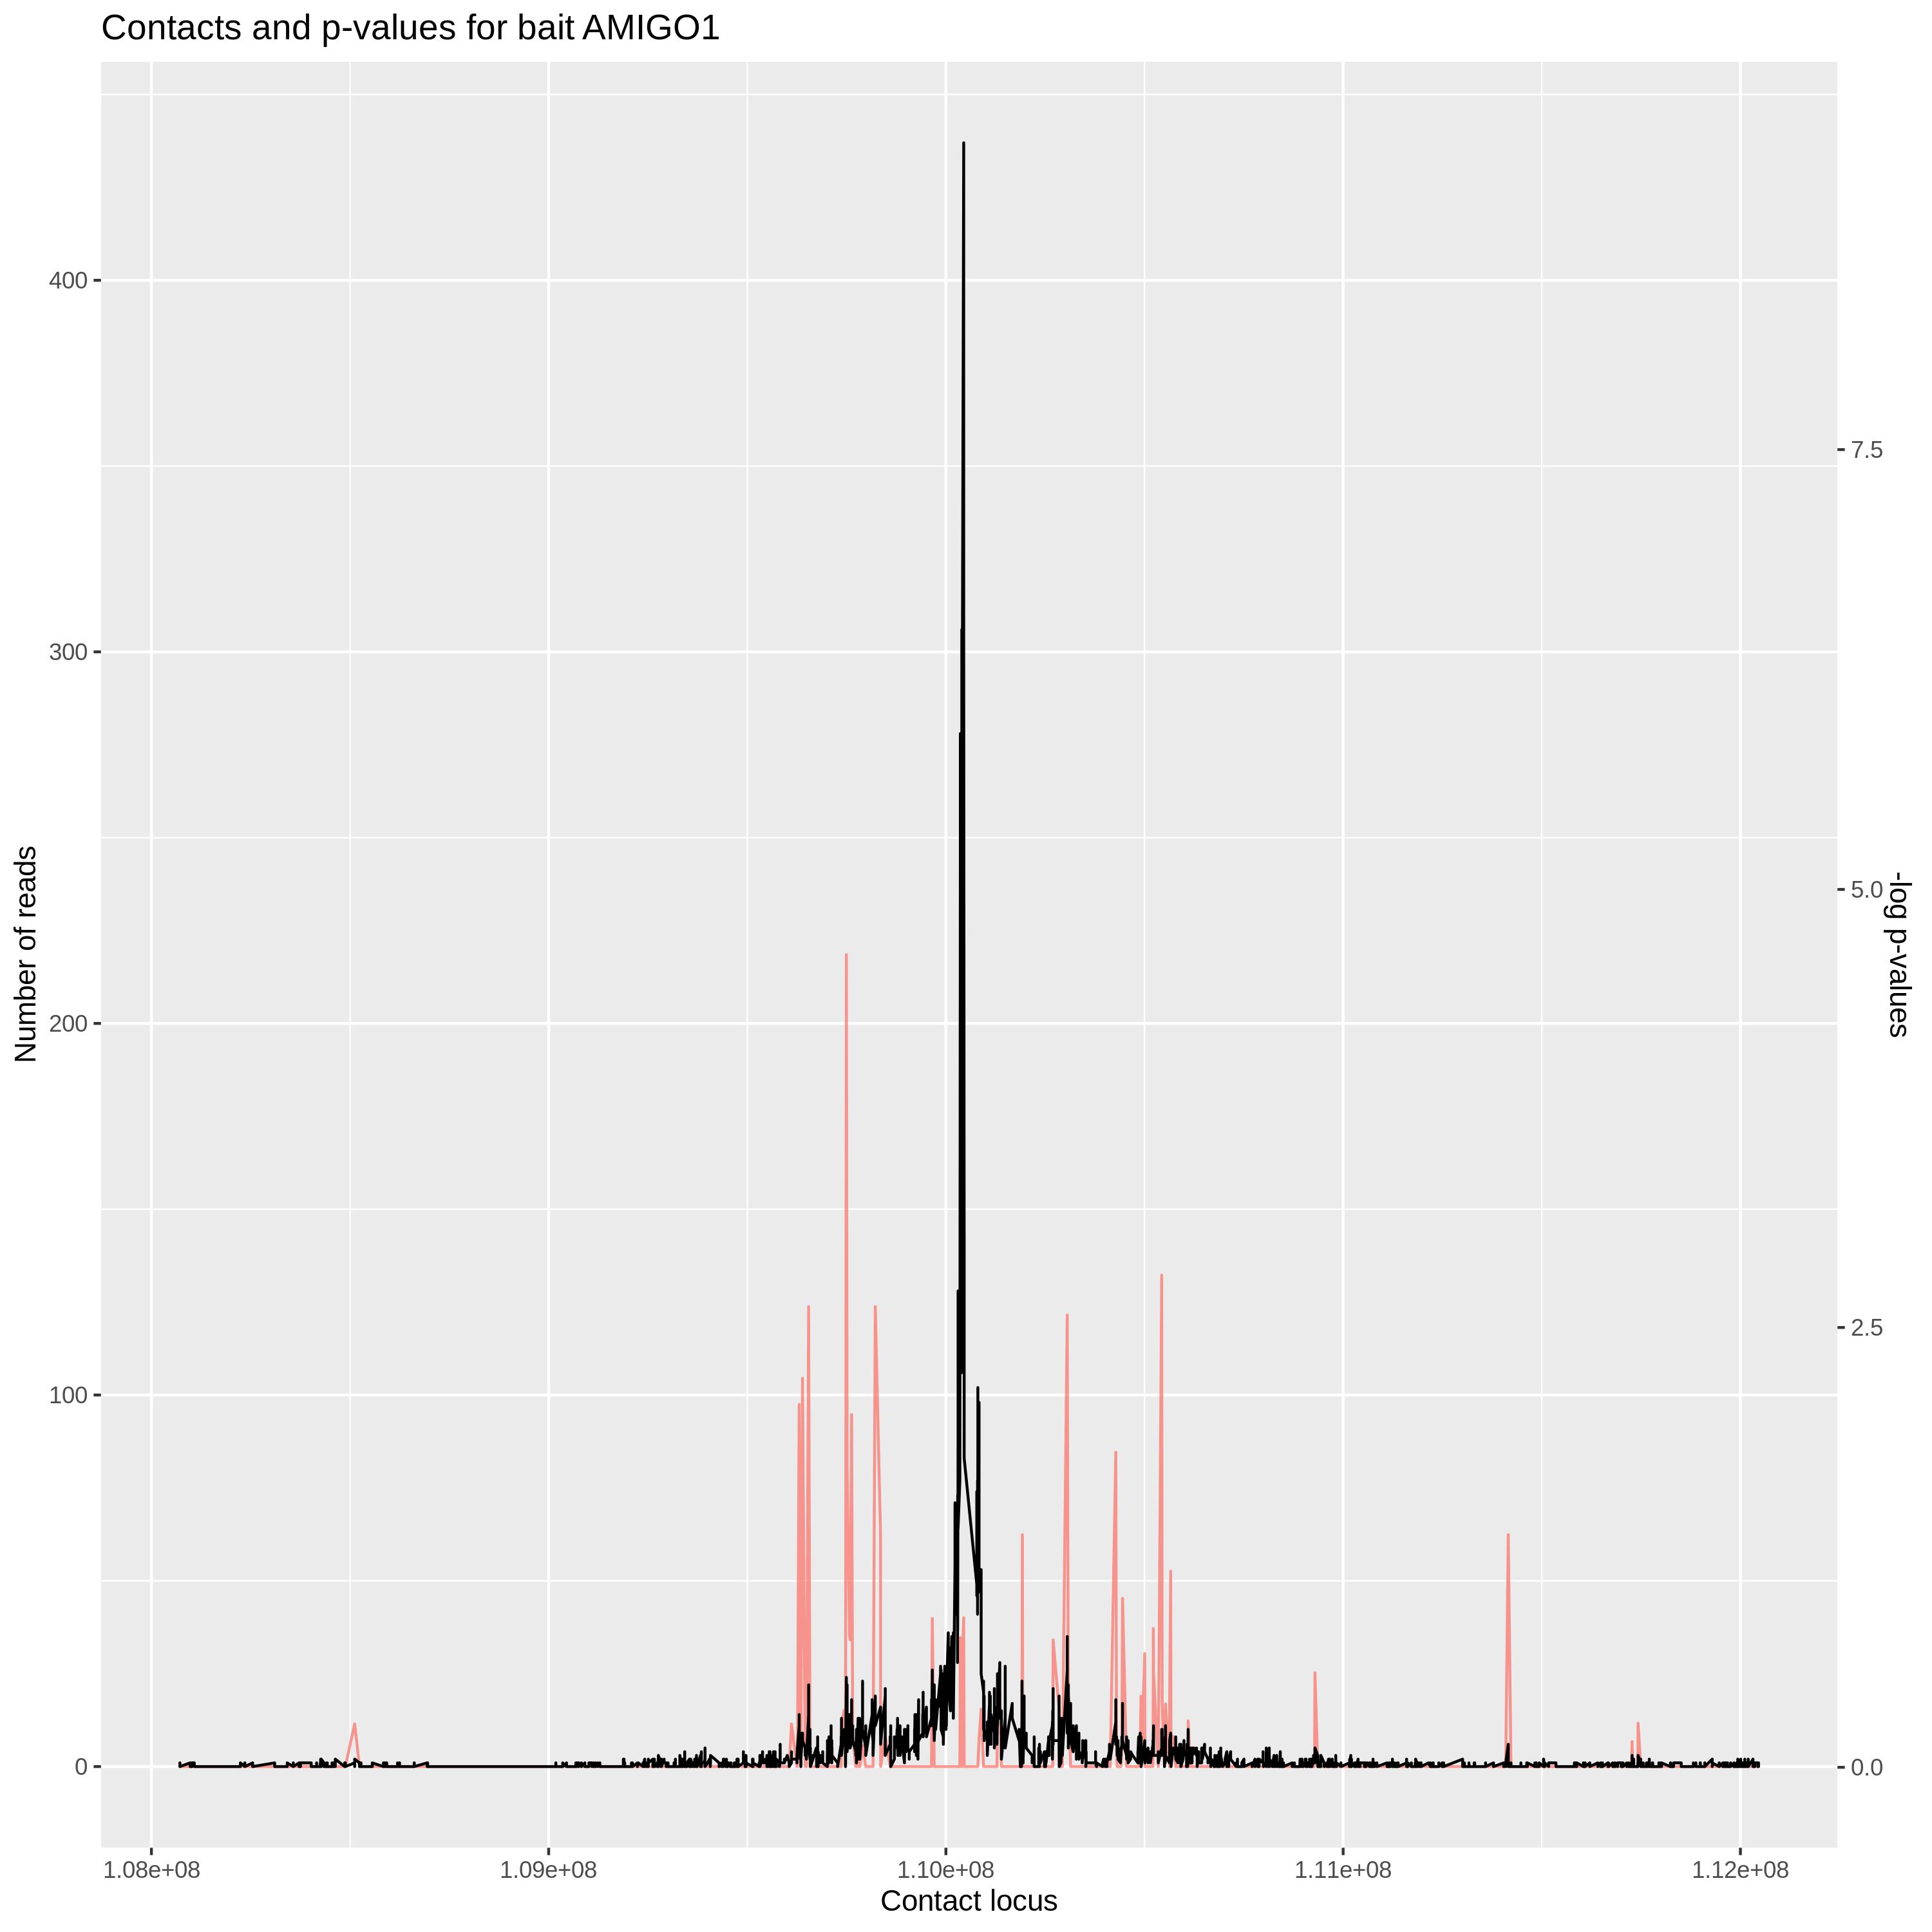 Contacts and p-values for bait AMIGO1
Number of reads
400
300
200
100
0
7.5
5.0
2.5
0.0
-log p-values
1.08e+08
1.09e+08
1.10e+08
1.11e+08
1.12e+08
Contact locus